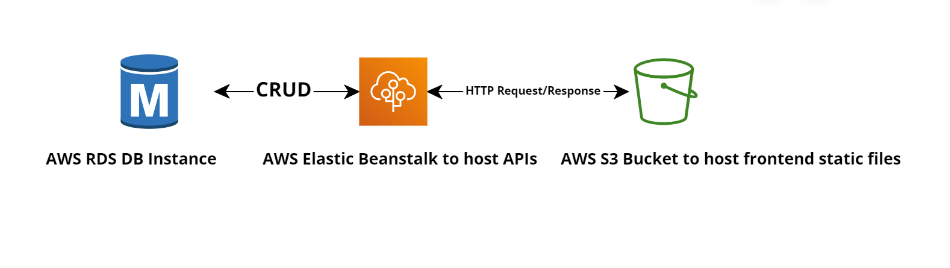 M
CRUD
HTTP Request/Response
AWS RDS DB Instance
AWS Elastic Beanstalk to host APIs
AWS S3 Bucket to host frontend static files